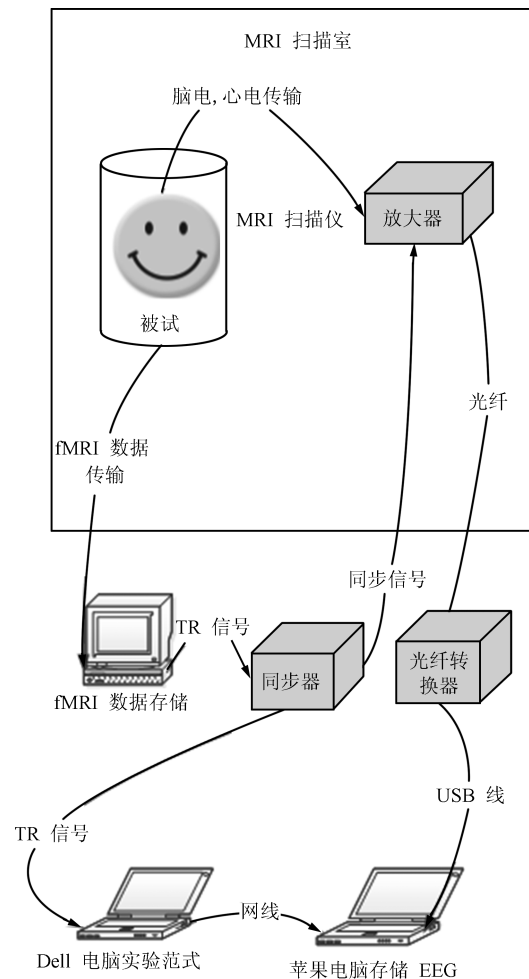 MRI 扫描室
脑电,心电传输
MRI 扫描仪
放大器
被试
光纤
fMRI 数据
传输
同步信号
TR 信号
同步器
光纤转
换器
fMRI 数据存储
USB 线
TR 信号
网线
Dell 电脑实验范式
苹果电脑存储 EEG